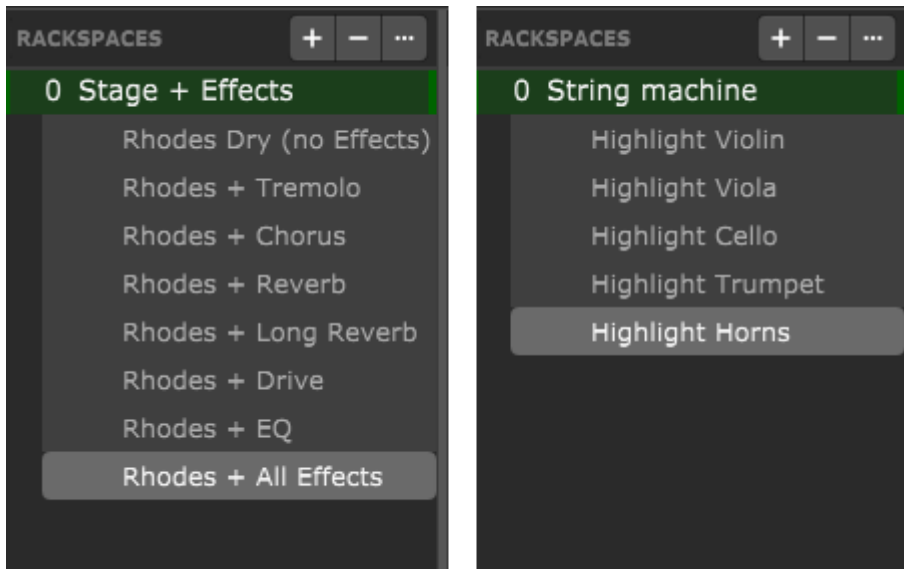 RACKSPACES + − ...
0 Stage + Effects
Rhodes Dry (no Effects)
Rhodes + Tremolo
Rhodes + Chorus
Rhodes + Reverb
Rhodes + Long Reverb
Rhodes + Drive
Rhodes + EQ
Rhodes + All Effects
RACKSPACES + − ...
0 String machine
Highlight Violin
Highlight Viola
Highlight Cello
Highlight Trumpet
Highlight Horns